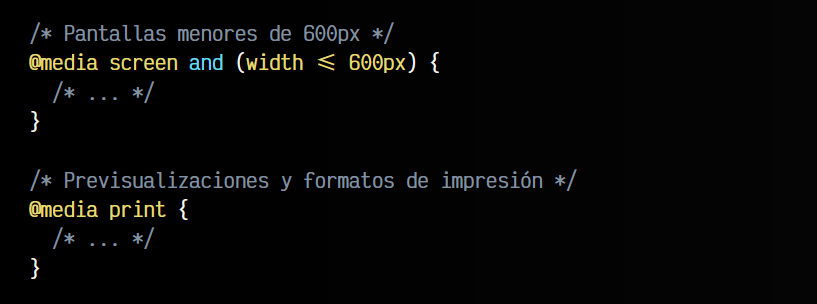 /* Pantallas menores de 600px */
@media screen and (width <= 600px) {
  /* ... */
}

/* Previsualizaciones y formatos de impresión */
@media print {
  /* ... */
}